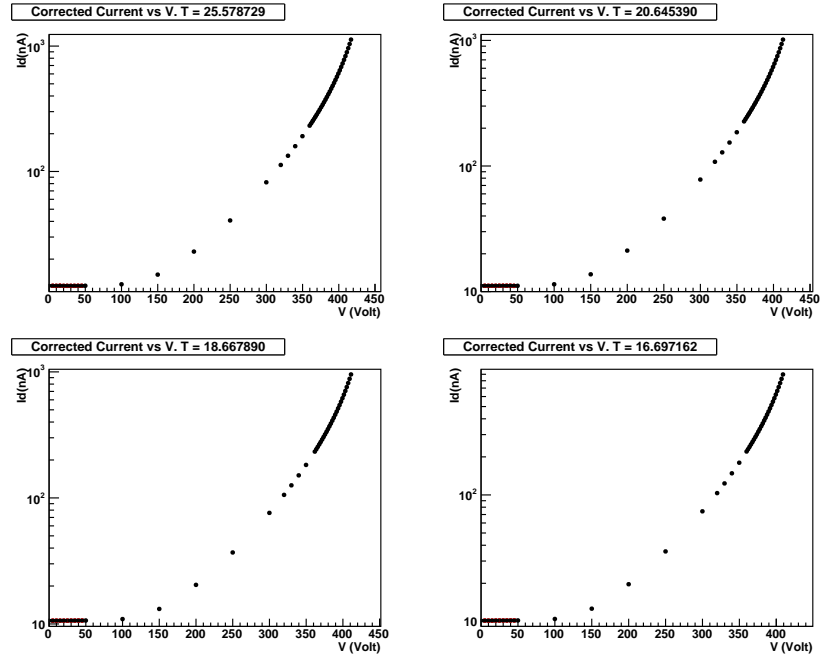 Corrected Current vs V. T = 25.578729
Id(nA)
10³
10²
0 50 100 150 200 250 300 350 400 450
V (Volt)
Corrected Current vs V. T = 20.645390
Id(nA)
10³
10²
10
0 50 100 150 200 250 300 350 400 450
V (Volt)
Corrected Current vs V. T = 18.667890
Id(nA)
10³
10²
10
0 50 100 150 200 250 300 350 400 450
V (Volt)
Corrected Current vs V. T = 16.697162
Id(nA)
10²
10
0 50 100 150 200 250 300 350 400
V (Volt)